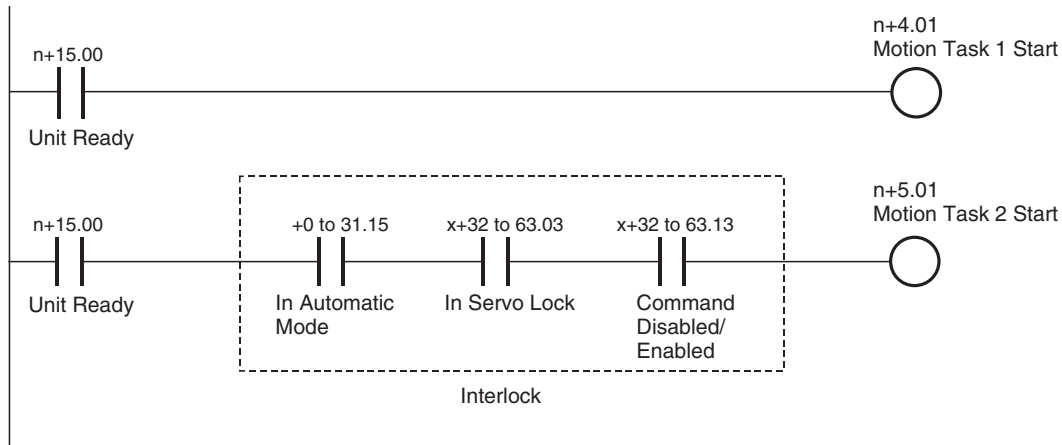 n+4.01
Motion Task 1 Start
n+15.00
Unit Ready
n+5.01
Motion Task 2 Start
n+15.00
+0 to 31.15
x+32 to 63.03
x+32 to 63.13
Unit Ready
In Automatic
Mode
In Servo Lock
Command
Disabled/
Enabled
Interlock